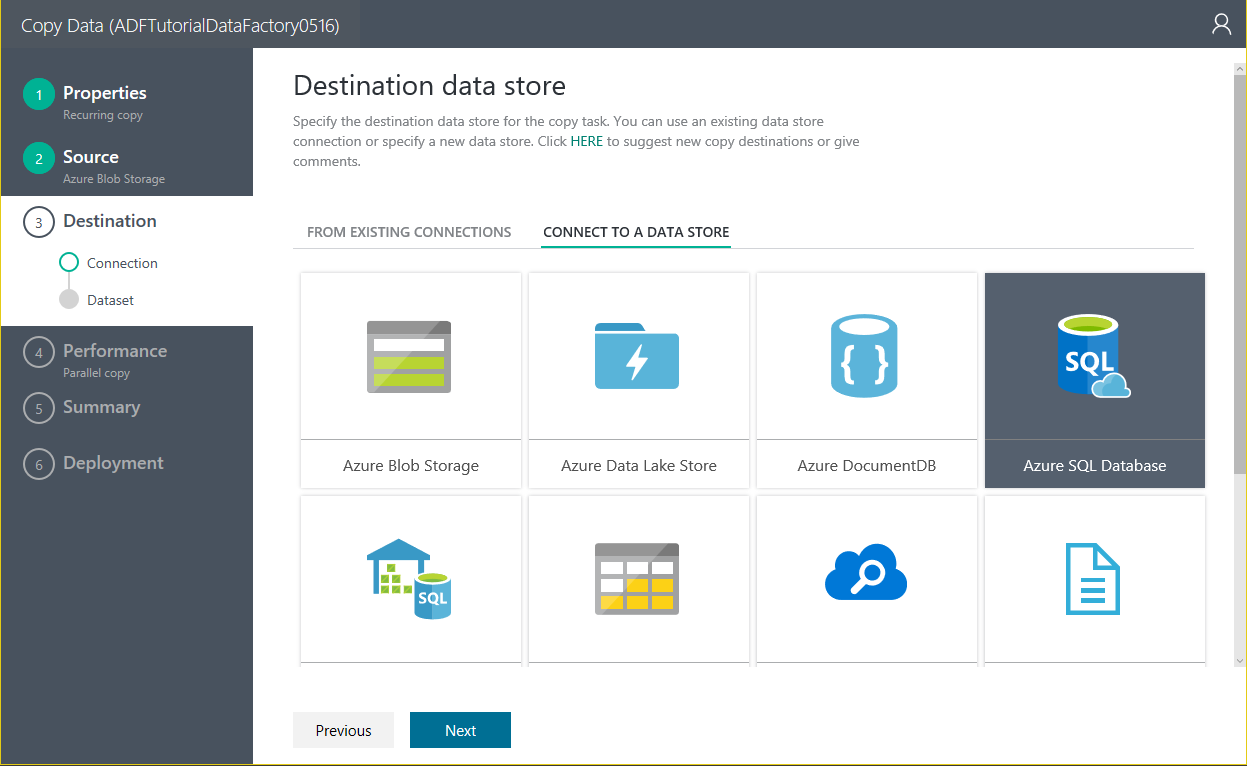 Copy Data (ADFTutorialDataFactory0516)
1
Properties
Recurring copy
2
Source
Azure Blob Storage
3
Destination
Connection
Dataset
4
Performance
Parallel copy
5
Summary
6
Deployment
Destination data store
Specify the destination data store for the copy task. You can use an existing data store
connection or specify a new data store. Click HERE to suggest new copy destinations or give
comments.
FROM EXISTING CONNECTIONS
CONNECT TO A DATA STORE
{ }
SQL
Azure Blob Storage
Azure Data Lake Store
Azure DocumentDB
Azure SQL Database
SQL
Previous
Next